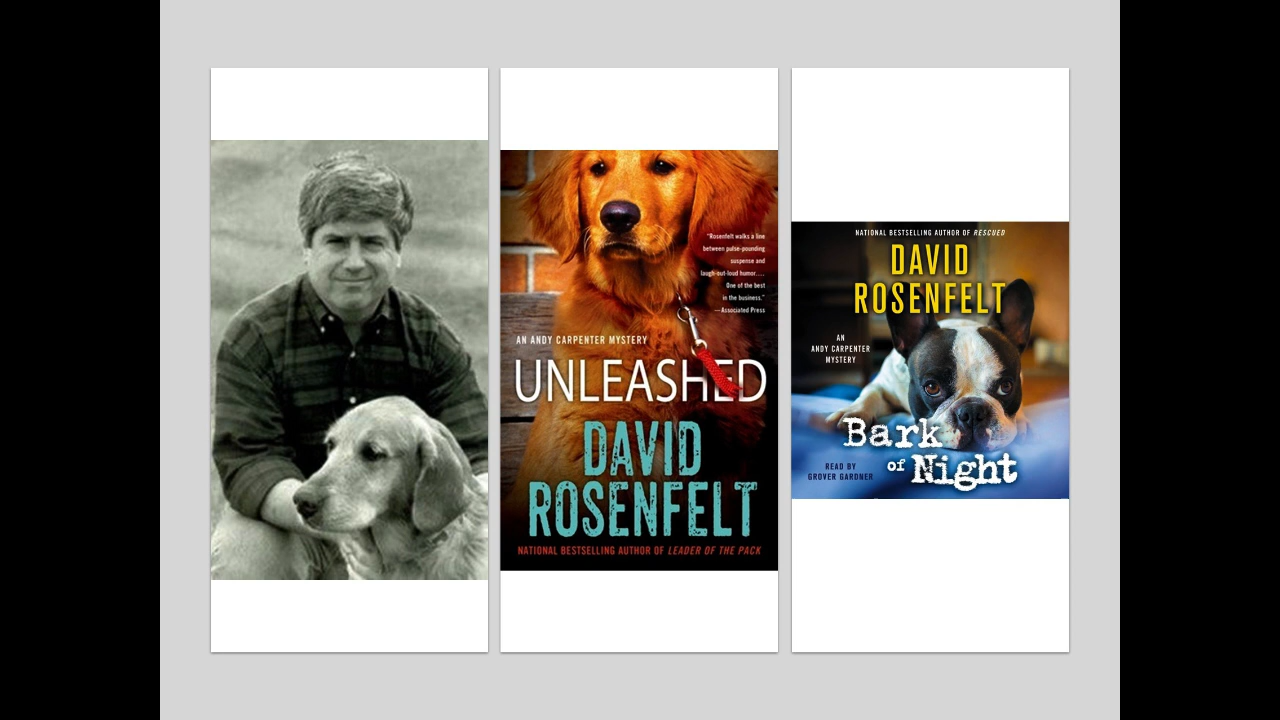 "Rosenfelt walks a line
between pulse-pounding
suspense and
laugh-out-loud humor....
One of the best
in the business."
—Associated Press
AN ANDY CARPENTER MYSTERY
UNLEASHED
DAVID
ROSENFELT
NATIONAL BESTSELLING AUTHOR OF LEADER OF THE PACK
NATIONAL BESTSELLING AUTHOR OF RESCUED
DAVID
ROSENFELT
AN
ANDY CARPENTER
MYSTERY
Bark
of Night
READ BY
GROVER GARDNER